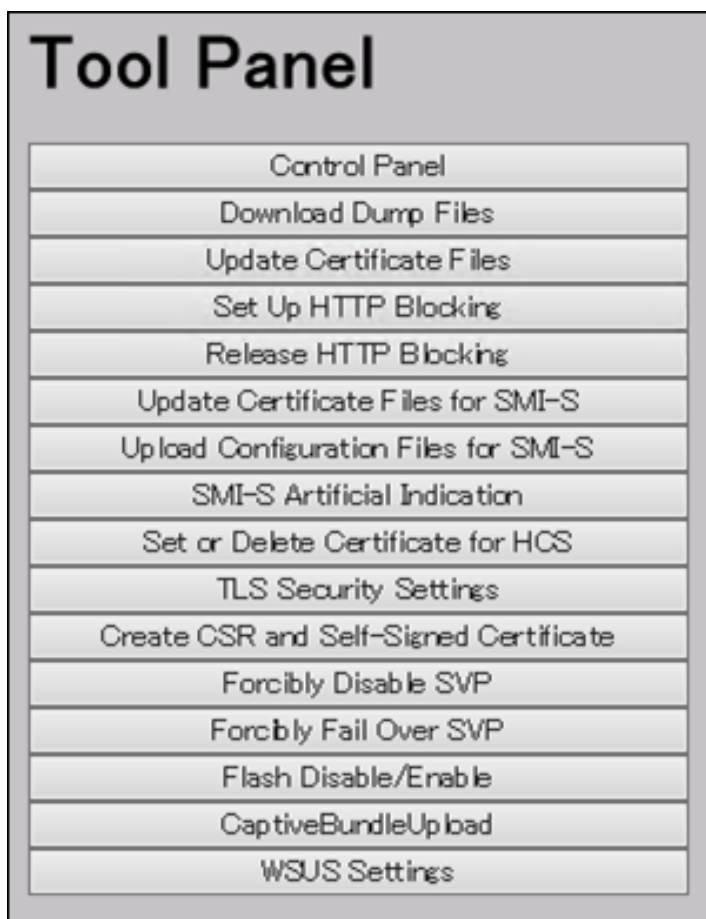 Tool Panel
Control Panel
Download Dump Files
Update Certificate Files
Set Up HTTP Blocking
Release HTTP Blocking
Update Certificate Files for SMI-S
Upload Configuration Files for SMI-S
SMI-S Artificial Indication
Set or Delete Certificate for HCS
TLS Security Settings
Create CSR and Self-Signed Certificate
Forcibly Disable SVP
Forcibly Fail Over SVP
Flash Disable/Enable
CaptiveBundleUpload
WSUS Settings